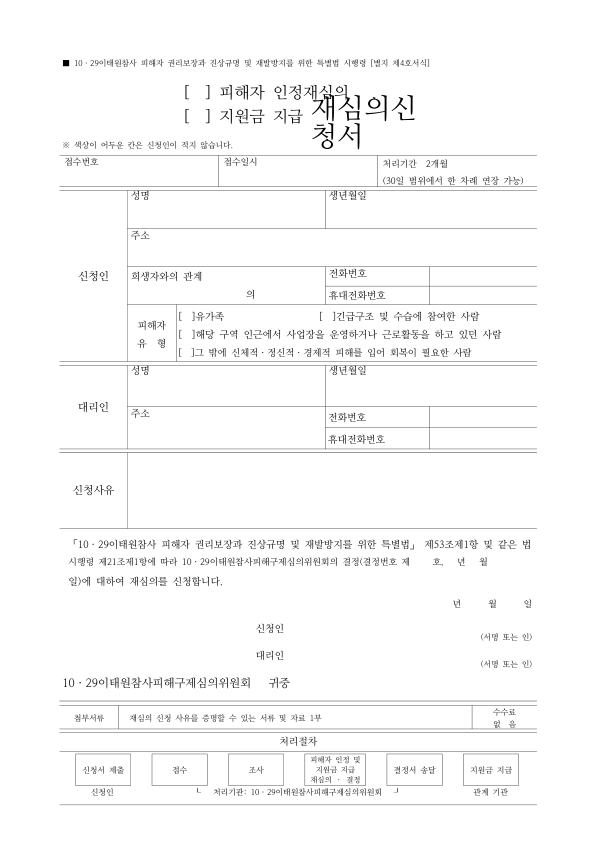 ■ 10ㆍ29이태원참사 피해자 권리보장과 진상규명 및 재발방지를 위한 특별법 시행령 [별지 제4호서식]
[  ] 피해자 인정재심의
[  ] 지원금 지급
재심의신
청서
※ 색상이 어두운 칸은 신청인이 적지 않습니다.
접수번호 접수일시 처리기간 2개월
(30일 범위에서 한 차례 연장 가능)
신청인
성명 생년월일
주소
희생자와의 관계
의
전화번호
휴대전화번호
피해자
유 형
[  ]유가족 [  ]긴급구조 및 수습에 참여한 사람
[  ]해당 구역 인근에서 사업장을 운영하거나 근로활동을 하고 있던 사람
[  ]그 밖에 신체적ㆍ정신적ㆍ경제적 피해를 입어 회복이 필요한 사람
대리인
성명 생년월일
주소
전화번호
휴대전화번호
신청사유
「10ㆍ29이태원참사 피해자 권리보장과 진상규명 및 재발방지를 위한 특별법」 제53조제1항 및 같은 법
시행령 제21조제1항에 따라 10ㆍ29이태원참사피해구제심의위원회의 결정(결정번호 제 호, 년 월
일)에 대하여 재심의를 신청합니다.
년 월 일
신청인
(서명 또는 인)
대리인
(서명 또는 인)
10ㆍ29이태원참사피해구제심의위원회 귀중
첨부서류 재심의 신청 사유를 증명할 수 있는 서류 및 자료 1부
수수료
없 음
처리절차
신청서 제출 접수 조사
피해자 인정 및
지원금 지급
재심의 ㆍ 결정
결정서 송달 지원금 지급
신청인 └ 처리기관: 10ㆍ29이태원참사피해구제심의위원회 ┘ 관계 기관